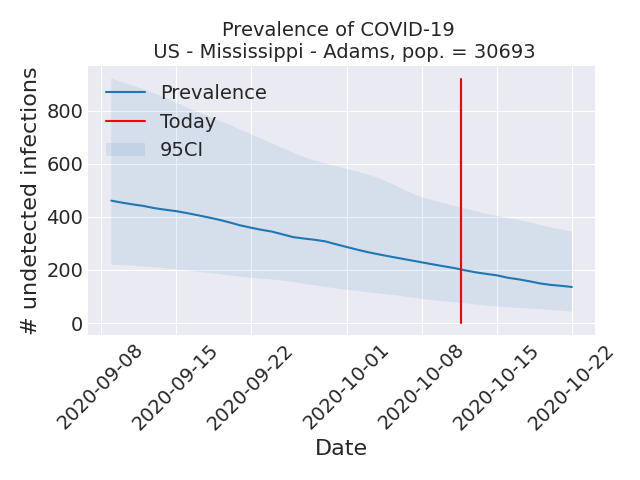 Prevalence of COVID-19
US - Mississippi - Adams, pop. = 30693
# undetected infections
800
600
400
200
0
Prevalence
Today
95CI
2020-09-08
2020-09-15
2020-09-22
2020-10-01
2020-10-08
2020-10-15
2020-10-22
Date